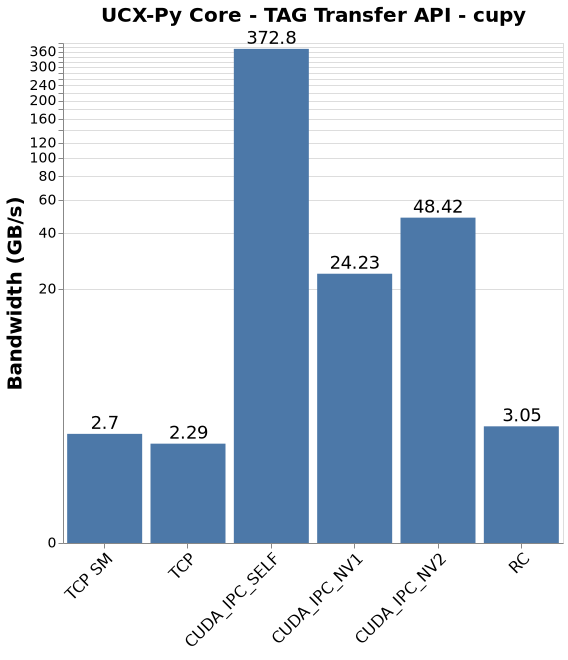 UCX-Py Core - TAG Transfer API - cupy
Bandwidth (GB/s)
360
300
240
200
160
120
100
80
60
40
20
0
2.7
2.29
372.8
24.23
48.42
3.05
TCP SM
TCP
CUDA_IPC_SELF
CUDA_IPC_NV1
CUDA_IPC_NV2
RC